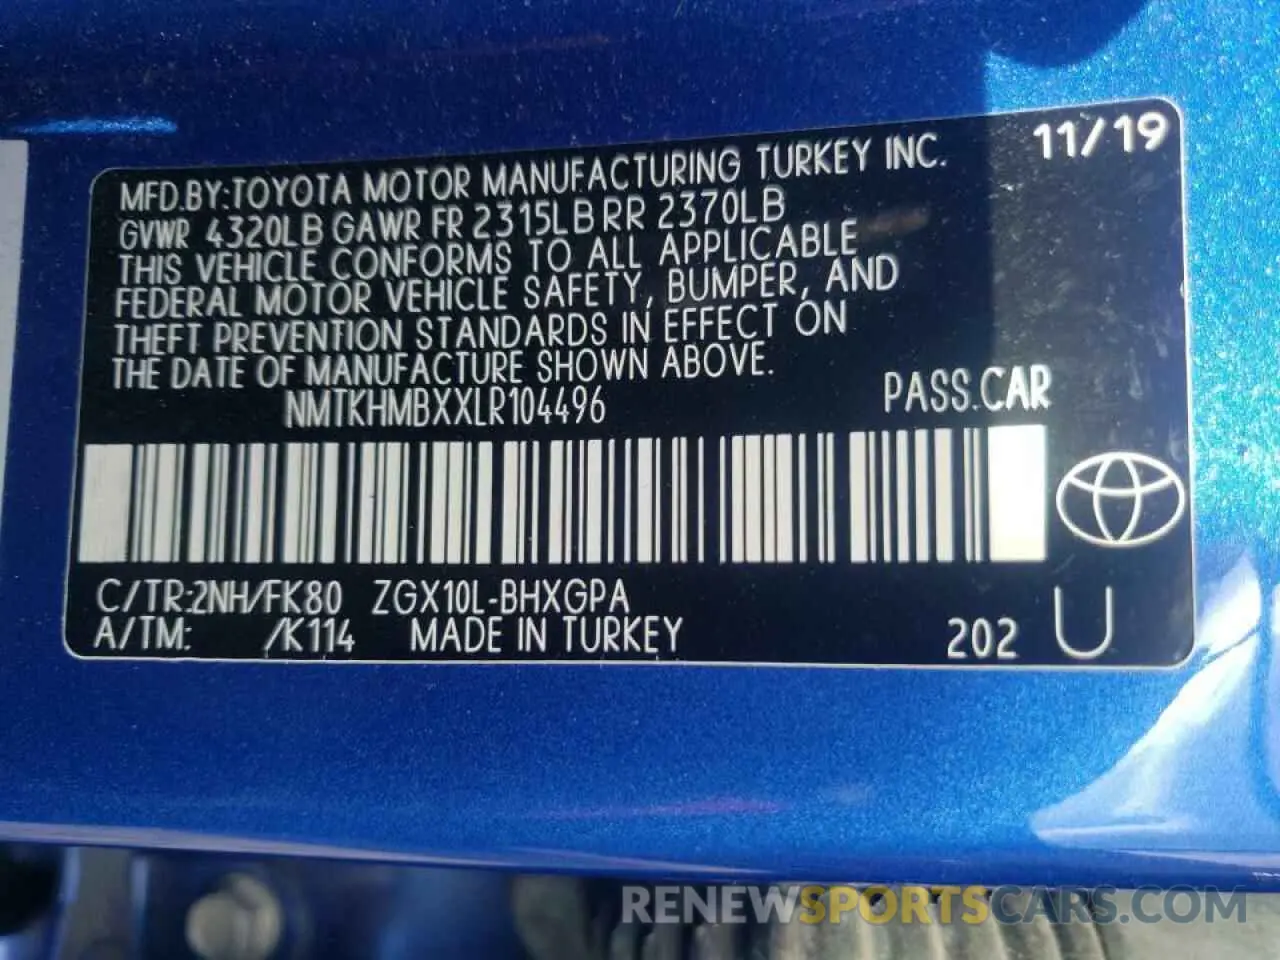 11/19
MFD.BY:TOYOTA MOTOR MANUFACTURING TURKEY INC.
GVWR 4320LB GAWR FR 2315LB RR 2370LB
THIS VEHICLE CONFORMS TO ALL APPLICABLE
FEDERAL MOTOR VEHICLE SAFETY, BUMPER, AND
THEFT PREVENTION STANDARDS IN EFFECT ON
THE DATE OF MANUFACTURE SHOWN ABOVE.
NMTKHMBXXLR104496 PASS.CAR
C/TR:2NH/FK80 ZGX10L-BHXGPA
A/TM: /K114 MADE IN TURKEY 202 U
RENEWSPORTSCARS.COM